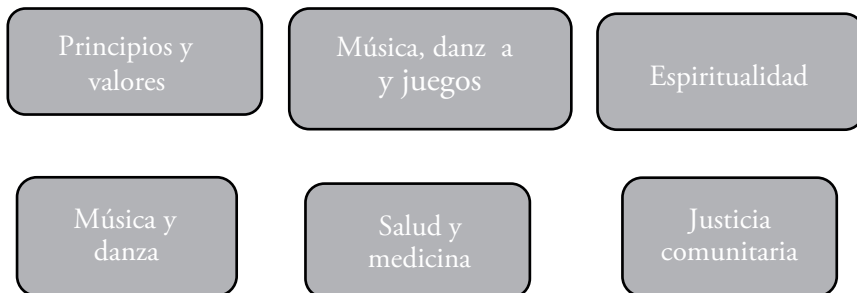 Principios y
valores
Música, danz a
y juegos
Espiritualidad
Música y
danza
Salud y
medicina
Justicia
comunitaria